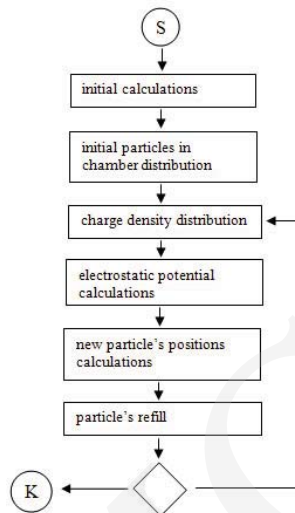 S
initial calculations
initial particles in
chamber distribution
charge density distribution
electrostatic potential
calculations
new particle's positions
calculations
particle's refill
K